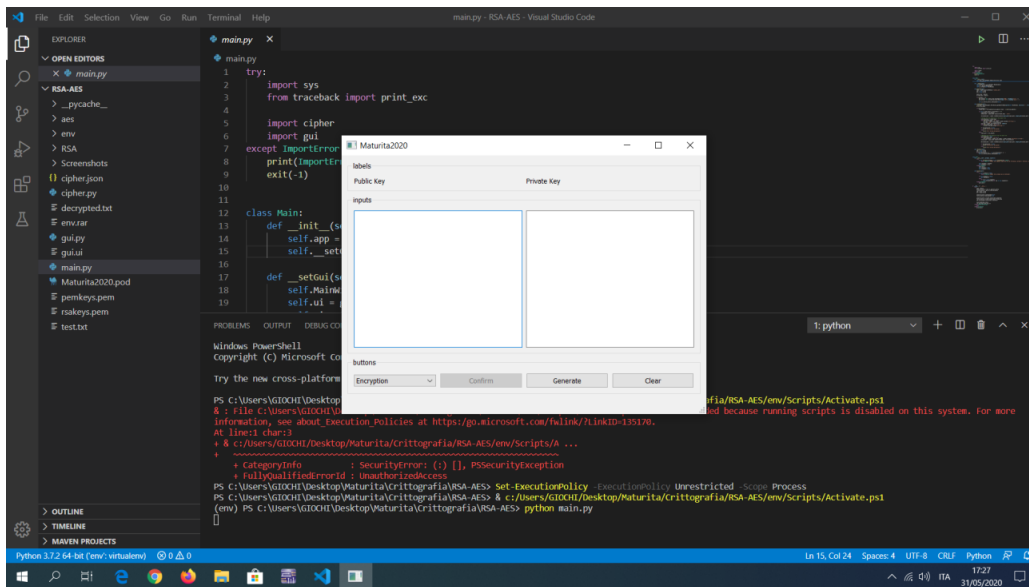 File Edit Selection View Go Run Terminal Help
main.py - RSA-AES - Visual Studio Code
EXPLORER
OPEN EDITORS
main.py
RSA-AES
__pycache__
aes
env
RSA
Screenshots
cipher.json
cipher.py
decrypted.txt
env.rar
gui.py
gui.ui
main.py
Maturita2020.pod
pemkeys.pem
rsakeys.pem
test.txt
OUTLINE
TIMELINE
MAVEN PROJECTS
main.py
main.py
1 try:
2 import sys
3 from traceback import print_exc
4
5 import cipher
6 import gui
7 except ImportError
8 print(ImportEr
9 exit(-1)
10
11
12 class Main:
13 def __init__(s
14 self.app =
15 self.__set
16
17 def __setGui(s
18 self.MainW
19 self.ui =
Maturita2020
labels
Public Key Private Key
inputs
buttons
Encryption Confirm Generate Clear
PROBLEMS OUTPUT DEBUG CO
1: python
Windows PowerShell
Copyright (C) Microsoft Co
Try the new cross-platform
PS C:\Users\GIOCHI\Desktop fia/RSA-AES/env/Scripts/Activate.ps1
& : File C:\Users\GIOCHI\D ded because running scripts is disabled on this system. For more
information, see about_Execution_Policies at https:/go.microsoft.com/fwlink/?LinkID=135170.
At line:1 char:3
+ & c:/Users/GIOCHI/Desktop/Maturita/Crittografia/RSA-AES/env/Scripts/A ...
+ ~~~~~~~~~~~~~~~~~~~~~~~~~~~~~~~~~~~~~~~~~~~~~~~~~~~~~~~~~~~~~~~~~~~
+ CategoryInfo : SecurityError: (:) [], PSSecurityException
+ FullyQualifiedErrorId : UnauthorizedAccess
PS C:\Users\GIOCHI\Desktop\Maturita\Crittografia\RSA-AES> Set-ExecutionPolicy -ExecutionPolicy Unrestricted -Scope Process
PS C:\Users\GIOCHI\Desktop\Maturita\Crittografia\RSA-AES> & c:/Users/GIOCHI/Desktop/Maturita/Crittografia/RSA-AES/env/Scripts/Activate.ps1
(env) PS C:\Users\GIOCHI\Desktop\Maturita\Crittografia\RSA-AES> python main.py
Python 3.7.2 64-bit ('env': virtualenv) 0 0
Ln 15, Col 24 Spaces: 4 UTF-8 CRLF Python
ITA
17:27
31/05/2020